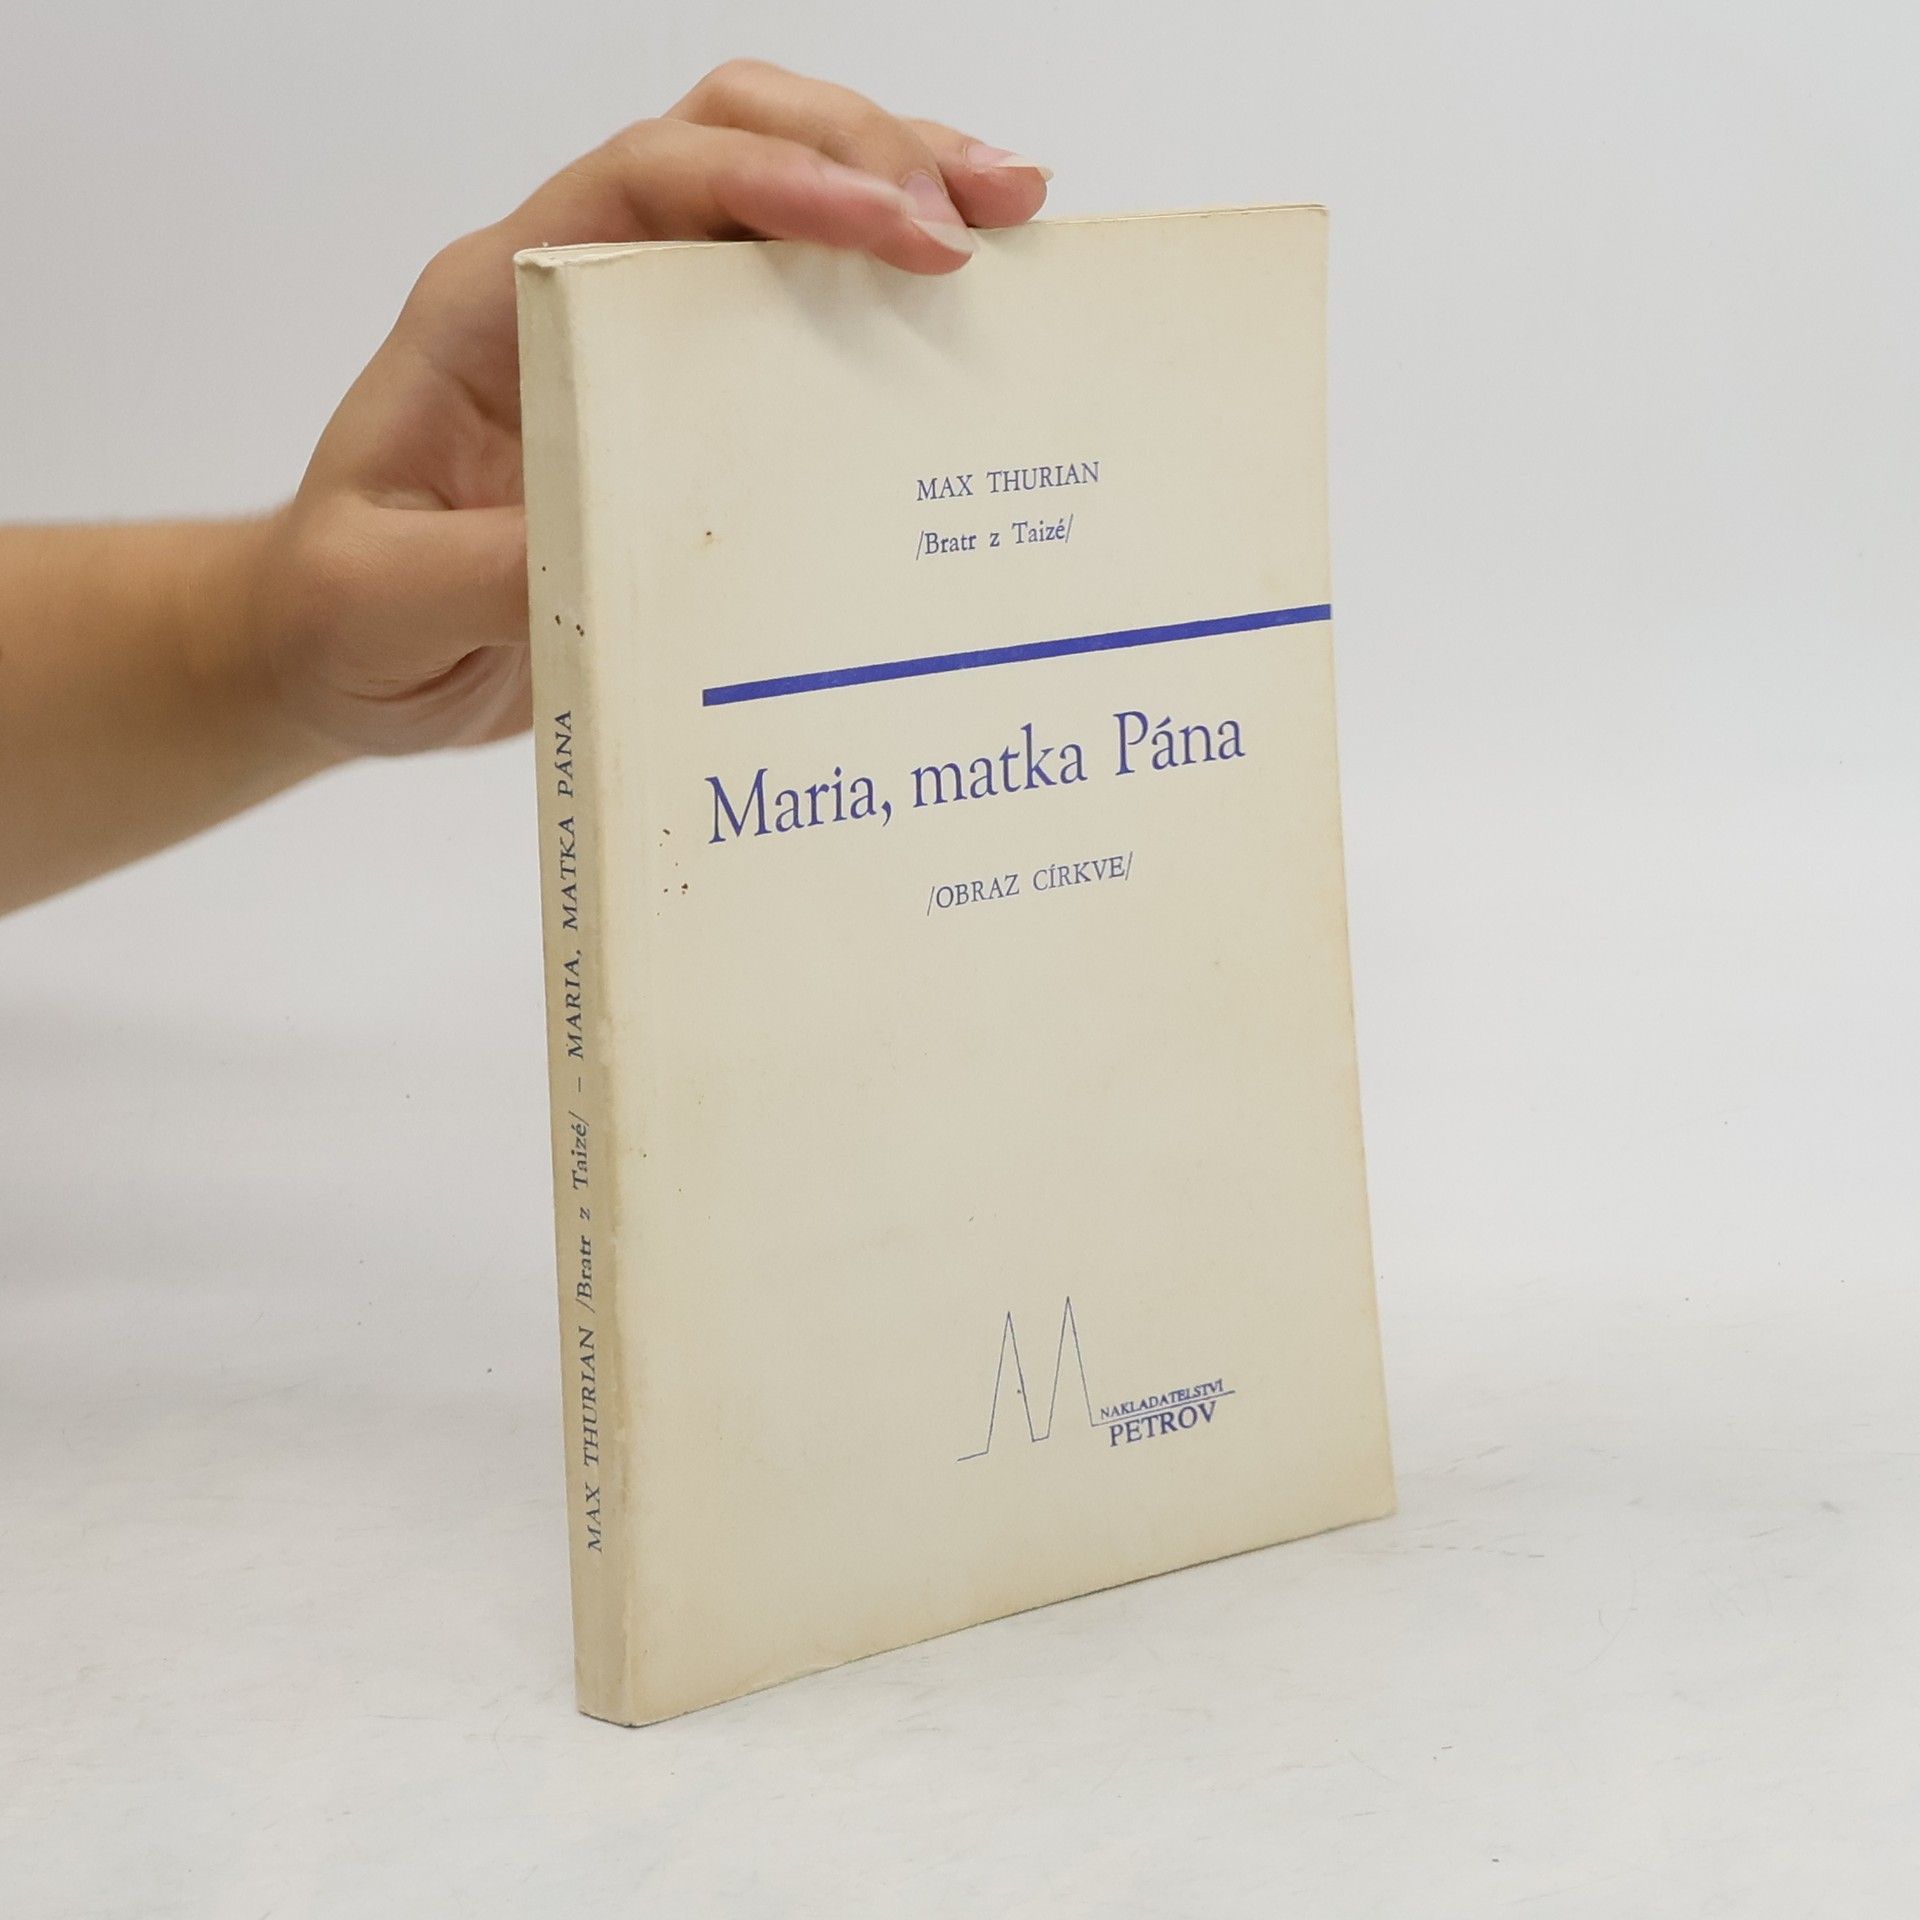 MAX THURIAN
/Bratr z Taizé/
Maria, matka Pána
/OBRAZ CÍRKVE/
NAKLADATELSTVÍ
PETROV
MAX THURIAN /Bratr z Taizé/ – MARIA, MATKA PÁNA